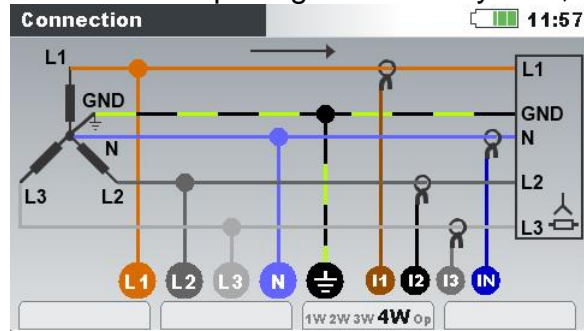 Connection 11:57
L1
L1
GND
GND
N
N
L3
L2
L2
L3
L1 L2 L3 N I1 I2 I3 IN
1W 2W 3W 4W Op